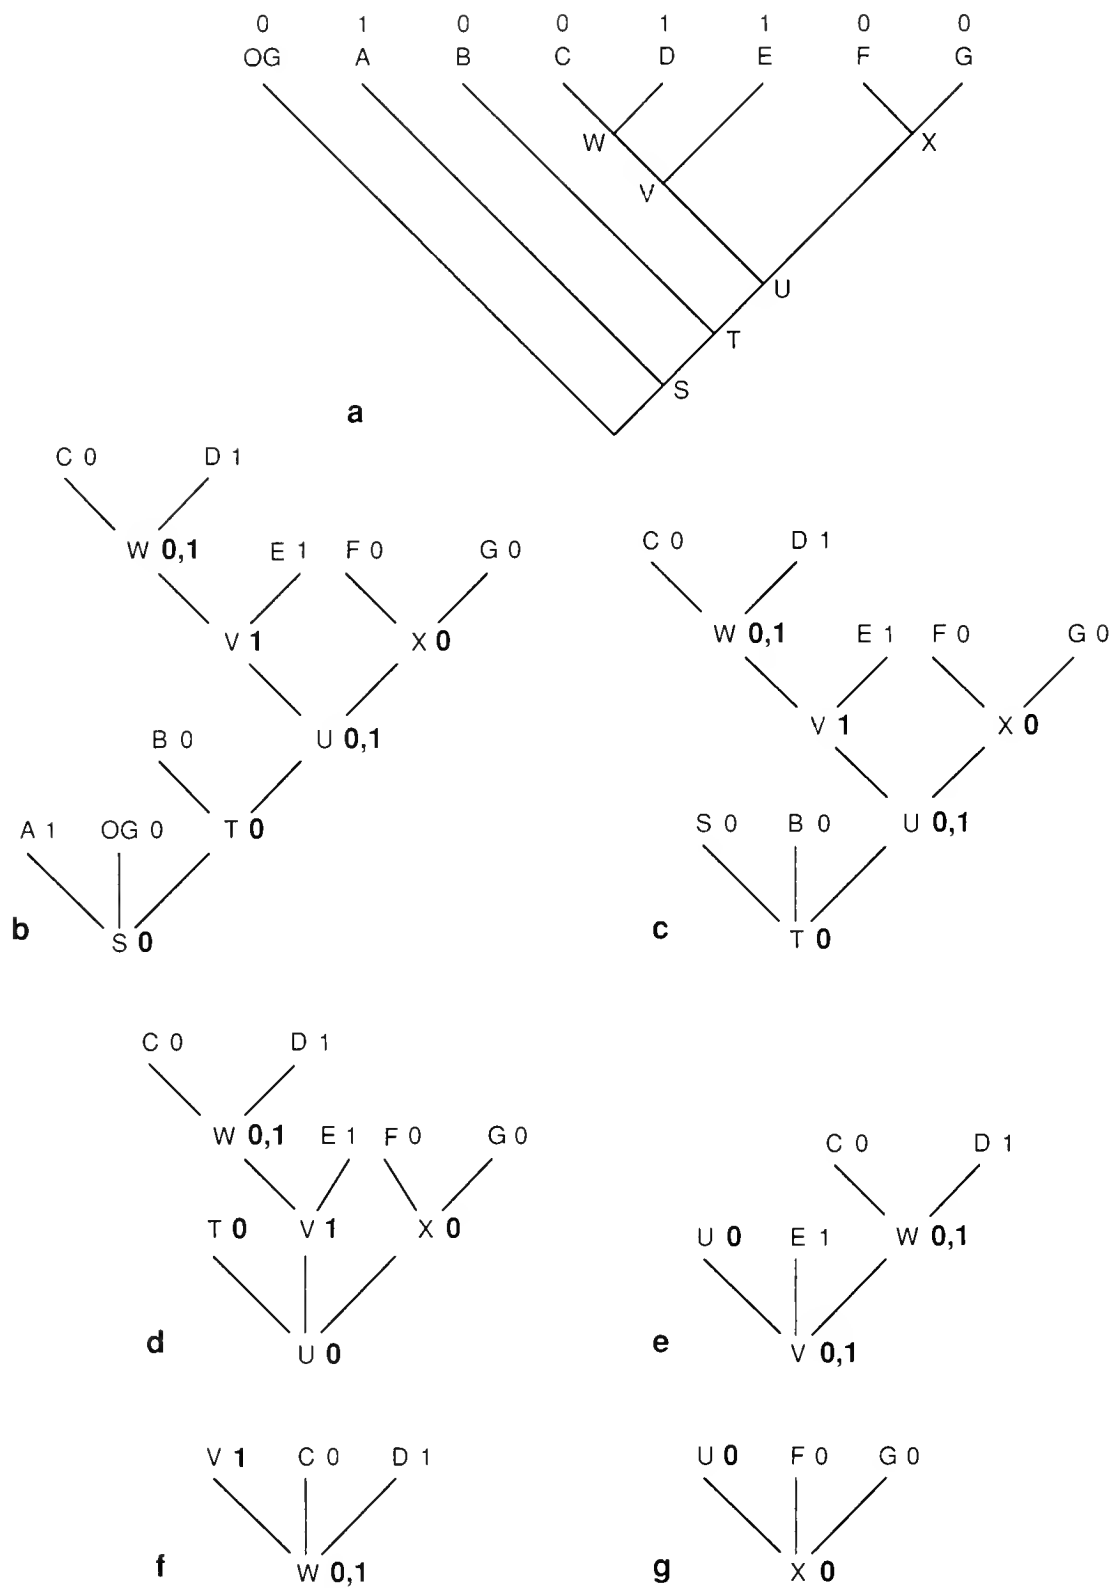 0 1 0 0 1 1 0 0
OG A B C D E F G
W X
V
U
T
S
a
C 0 D 1
W 0,1 E 1 F 0 G 0
V 1 X 0
B 0 U 0,1
A 1 OG 0 T 0
b S 0
C 0 D 1
W 0,1 E 1 F 0 G 0
V 1 X 0
S 0 B 0 U 0,1
c T 0
C 0 D 1
W 0,1 E 1 F 0 G 0
T 0 V 1 X 0
d U 0
C 0 D 1
U 0 E 1 W 0,1
e V 0,1
V 1 C 0 D 1
f W 0,1
U 0 F 0 G 0
g X 0